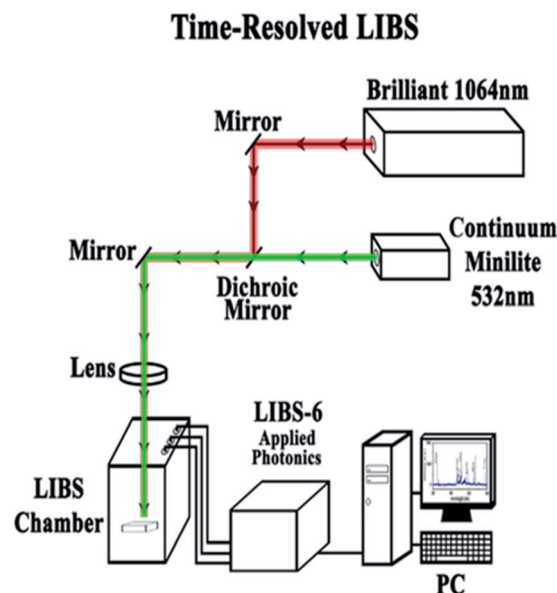 Time-Resolved LIBS
Brilliant 1064nm
Mirror
Continuum
Minilite
532nm
Mirror
Dichroic
Mirror
Lens
LIBS-6
Applied
Photonics
LIBS
Chamber
PC